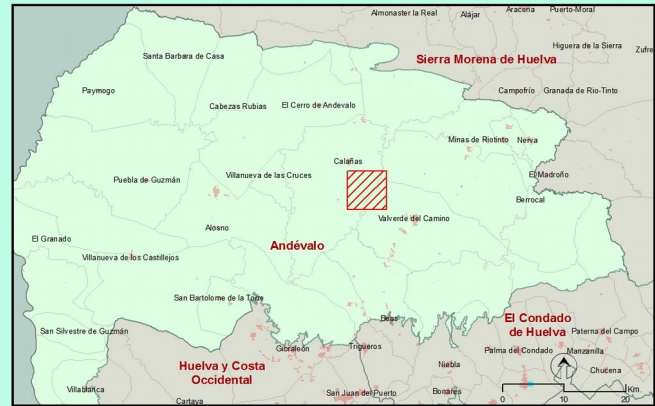 Almonaster la Real
Alájar
Aracena
Puerto-Moral
Higuera de la Sierra
Zufre
Santa Barbara de Casa
Sierra Morena de Huelva
Paymogo
Campofrío
Granada de Rio-Tinto
Cabezas Rubias
El Cerro de Andevalo
Minas de Riotinto
Nerva
Calañas
Puebla de Guzmán
Villanueva de las Cruces
El Madroño
Berrocal
Valverde del Camino
Alosno
El Granado
Andévalo
Villanueva de los Castillejos
San Bartolome de la Torre
San Silvestre de Guzmán
Beas
El Condado
de Huelva
Paterna del Campo
Gibraleón
Trigueros
Palma del Condado
Manzanilla
Huelva y Costa
Occidental
Niebla
Chucena
Villablanca
San Juan del Puerto
Bonares
Cartaya
Km
0
10
20